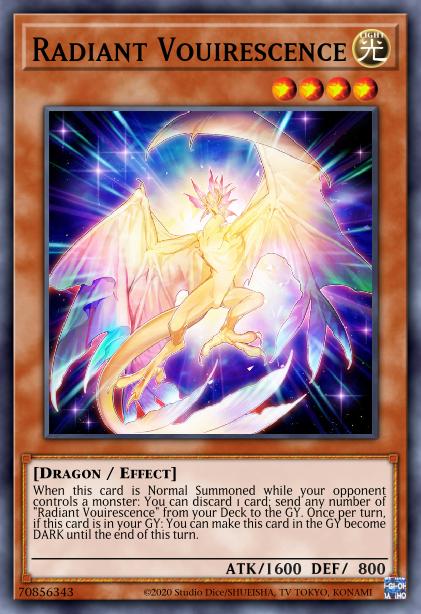 RADIANT VOUIRESCENCE
LIGHT
光
[DRAGON / EFFECT]
When this card is Normal Summoned while your opponent
controls a monster: You can discard 1 card; send any number of
"Radiant Vouirescence" from your Deck to the GY. Once per turn,
if this card is in your GY: You can make this card in the GY become
DARK until the end of this turn.
ATK/1600 DEF/ 800
70856343
©2020 Studio Dice/SHUEISHA, TV TOKYO, KONAMI